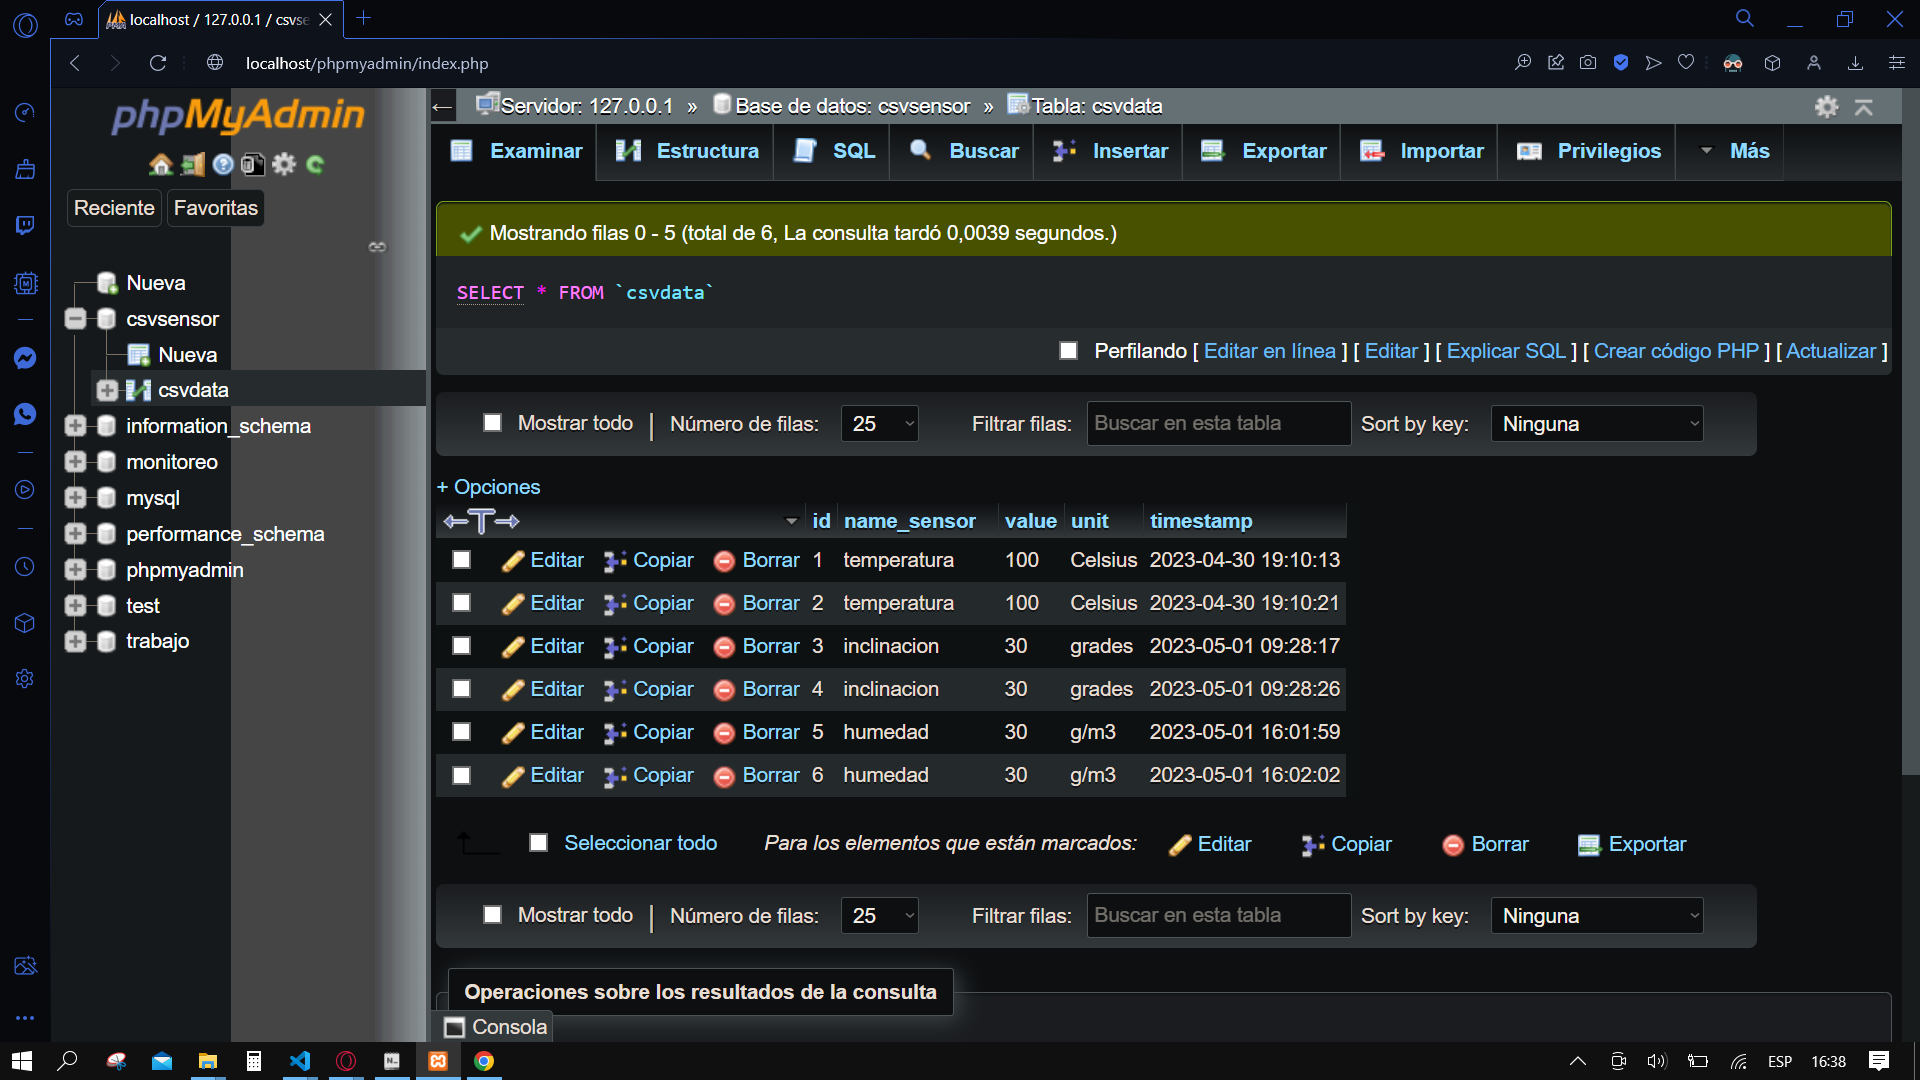 localhost / 127.0.0.1 / csvse
localhost/phpmyadmin/index.php
phpMyAdmin
Reciente Favoritas
Nueva
csvsensor
Nueva
csvdata
information_schema
monitoreo
mysql
performance_schema
phpmyadmin
test
trabajo
Servidor: 127.0.0.1 » Base de datos: csvsensor » Tabla: csvdata
Examinar Estructura SQL Buscar Insertar Exportar Importar Privilegios Más
Mostrando filas 0 - 5 (total de 6, La consulta tardó 0,0039 segundos.)
SELECT * FROM `csvdata`
Perfilando [ Editar en línea ] [ Editar ] [ Explicar SQL ] [ Crear código PHP ] [ Actualizar ]
Mostrar todo | Número de filas: 25 Filtrar filas: Buscar en esta tabla Sort by key: Ninguna
+ Opciones
←T→ id name_sensor value unit timestamp
Editar Copiar Borrar 1 temperatura 100 Celsius 2023-04-30 19:10:13
Editar Copiar Borrar 2 temperatura 100 Celsius 2023-04-30 19:10:21
Editar Copiar Borrar 3 inclinacion 30 grades 2023-05-01 09:28:17
Editar Copiar Borrar 4 inclinacion 30 grades 2023-05-01 09:28:26
Editar Copiar Borrar 5 humedad 30 g/m3 2023-05-01 16:01:59
Editar Copiar Borrar 6 humedad 30 g/m3 2023-05-01 16:02:02
Seleccionar todo Para los elementos que están marcados: Editar Copiar Borrar Exportar
Mostrar todo | Número de filas: 25 Filtrar filas: Buscar en esta tabla Sort by key: Ninguna
Operaciones sobre los resultados de la consulta
Consola
ESP 16:38